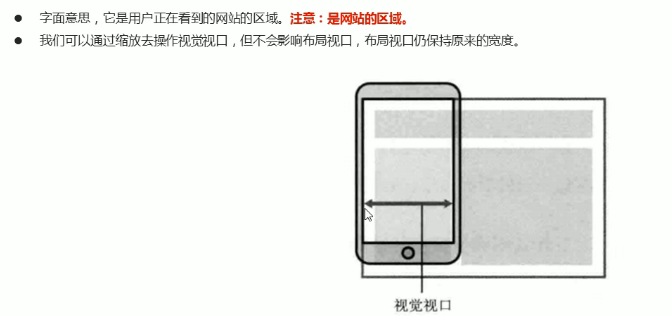 字面意思，它是用户正在看到的网站的区域。注意：是网站的区域。
我们可以通过缩放去操作视觉视口，但不会影响布局视口，布局视口仍保持原来的宽度。
视觉视口